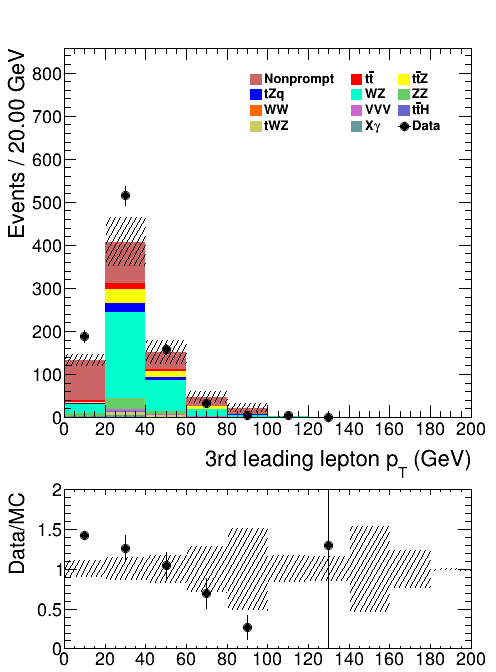 Events / 20.00 GeV
800
700
600
500
400
300
200
100
0
Nonprompt tt̄ tt̄Z
tZq WZ ZZ
WW VVV tt̄H
tWZ Xγ Data
0 20 40 60 80 100 120 140 160 180 200
3rd leading lepton pT (GeV)
Data/MC
2
1.5
1
0.5
0
0 20 40 60 80 100 120 140 160 180 200